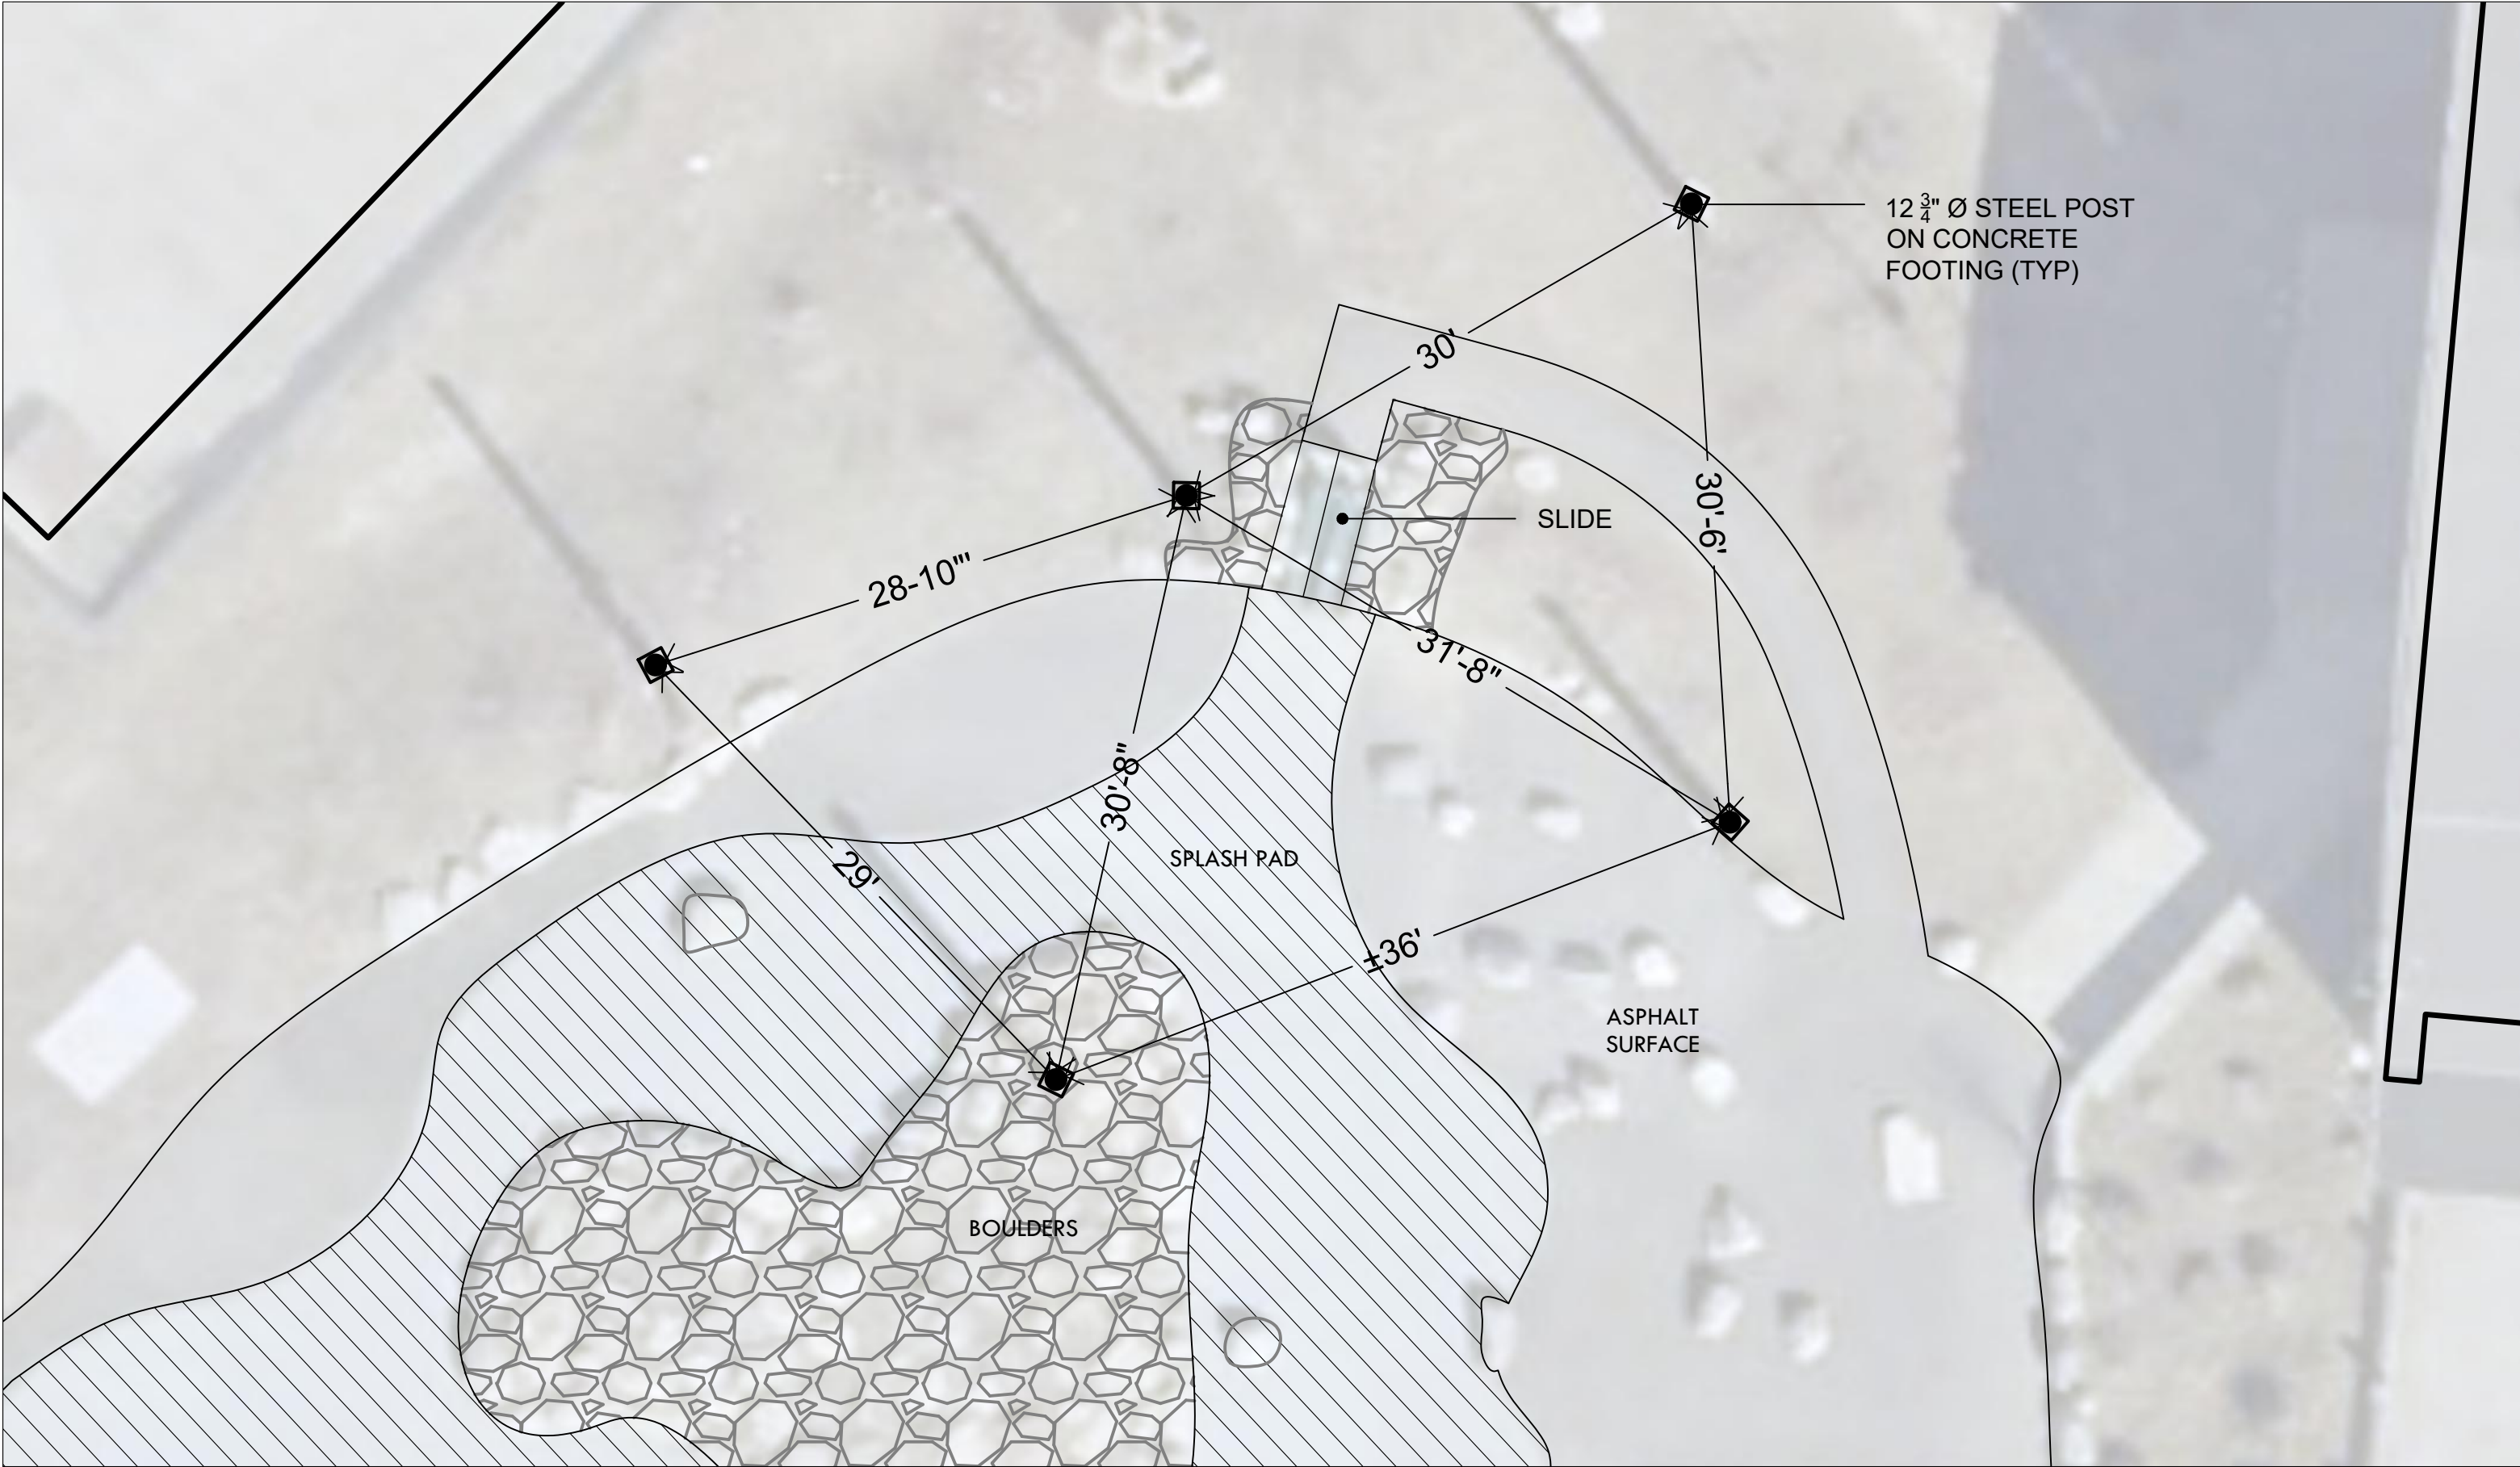 12 3/4" Ø STEEL POST
ON CONCRETE
FOOTING (TYP)
30'
30'-6'
SLIDE
28-10'"
31'-8"
30'-8"
29'
SPLASH PAD
±36'
ASPHALT
SURFACE
BOULDERS